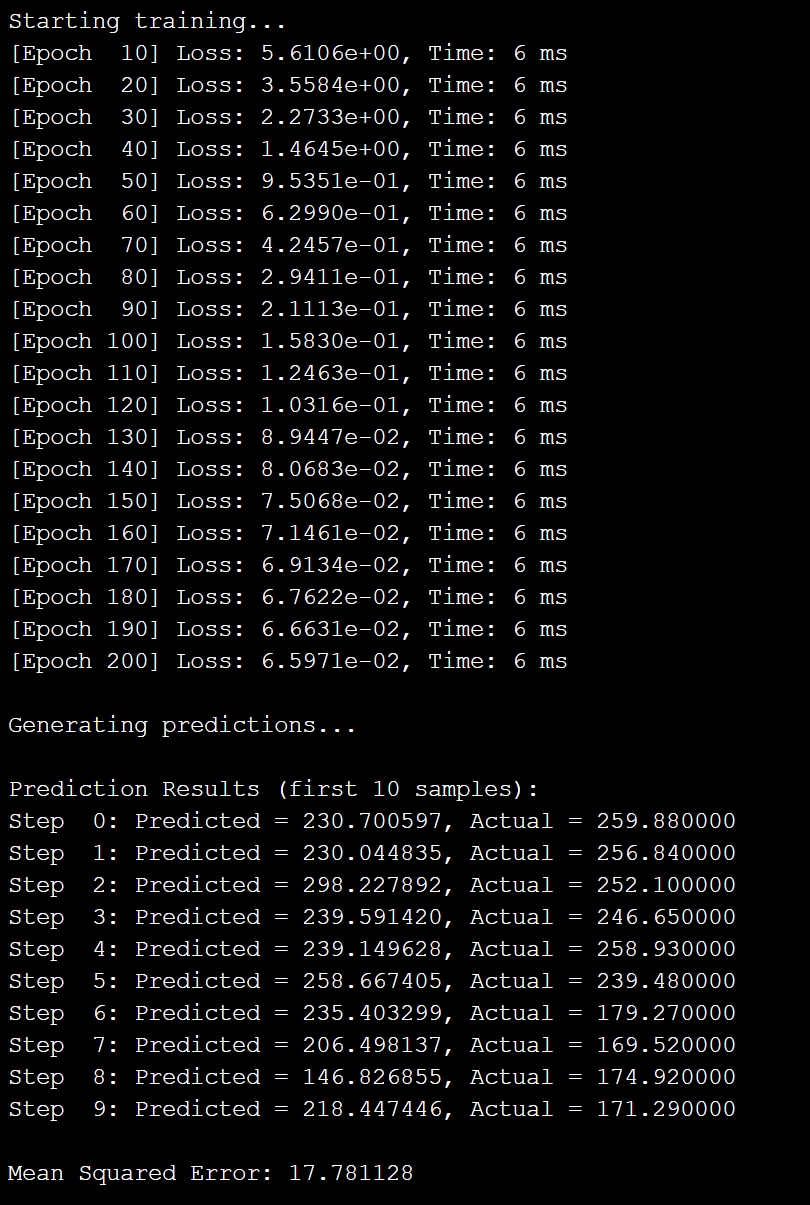 Starting training...
[Epoch  10] Loss: 5.6106e+00, Time: 6 ms
[Epoch  20] Loss: 3.5584e+00, Time: 6 ms
[Epoch  30] Loss: 2.2733e+00, Time: 6 ms
[Epoch  40] Loss: 1.4645e+00, Time: 6 ms
[Epoch  50] Loss: 9.5351e-01, Time: 6 ms
[Epoch  60] Loss: 6.2990e-01, Time: 6 ms
[Epoch  70] Loss: 4.2457e-01, Time: 6 ms
[Epoch  80] Loss: 2.9411e-01, Time: 6 ms
[Epoch  90] Loss: 2.1113e-01, Time: 6 ms
[Epoch 100] Loss: 1.5830e-01, Time: 6 ms
[Epoch 110] Loss: 1.2463e-01, Time: 6 ms
[Epoch 120] Loss: 1.0316e-01, Time: 6 ms
[Epoch 130] Loss: 8.9447e-02, Time: 6 ms
[Epoch 140] Loss: 8.0683e-02, Time: 6 ms
[Epoch 150] Loss: 7.5068e-02, Time: 6 ms
[Epoch 160] Loss: 7.1461e-02, Time: 6 ms
[Epoch 170] Loss: 6.9134e-02, Time: 6 ms
[Epoch 180] Loss: 6.7622e-02, Time: 6 ms
[Epoch 190] Loss: 6.6631e-02, Time: 6 ms
[Epoch 200] Loss: 6.5971e-02, Time: 6 ms
Generating predictions...
Prediction Results (first 10 samples):
Step  0: Predicted = 230.700597, Actual = 259.880000
Step  1: Predicted = 230.044835, Actual = 256.840000
Step  2: Predicted = 298.227892, Actual = 252.100000
Step  3: Predicted = 239.591420, Actual = 246.650000
Step  4: Predicted = 239.149628, Actual = 258.930000
Step  5: Predicted = 258.667405, Actual = 239.480000
Step  6: Predicted = 235.403299, Actual = 179.270000
Step  7: Predicted = 206.498137, Actual = 169.520000
Step  8: Predicted = 146.826855, Actual = 174.920000
Step  9: Predicted = 218.447446, Actual = 171.290000
Mean Squared Error: 17.781128